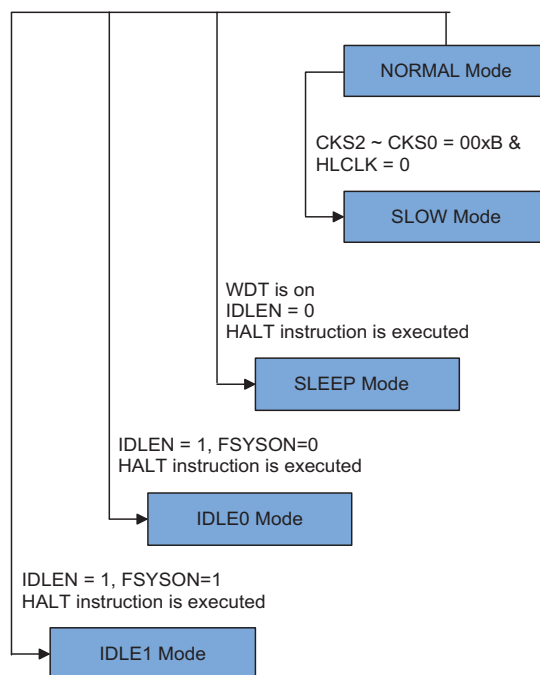 NORMAL Mode
CKS2 ~ CKS0 = 00xB &
HLCLK = 0
SLOW Mode
WDT is on
IDLEN = 0
HALT instruction is executed
SLEEP Mode
IDLEN = 1, FSYSON=0
HALT instruction is executed
IDLE0 Mode
IDLEN = 1, FSYSON=1
HALT instruction is executed
IDLE1 Mode